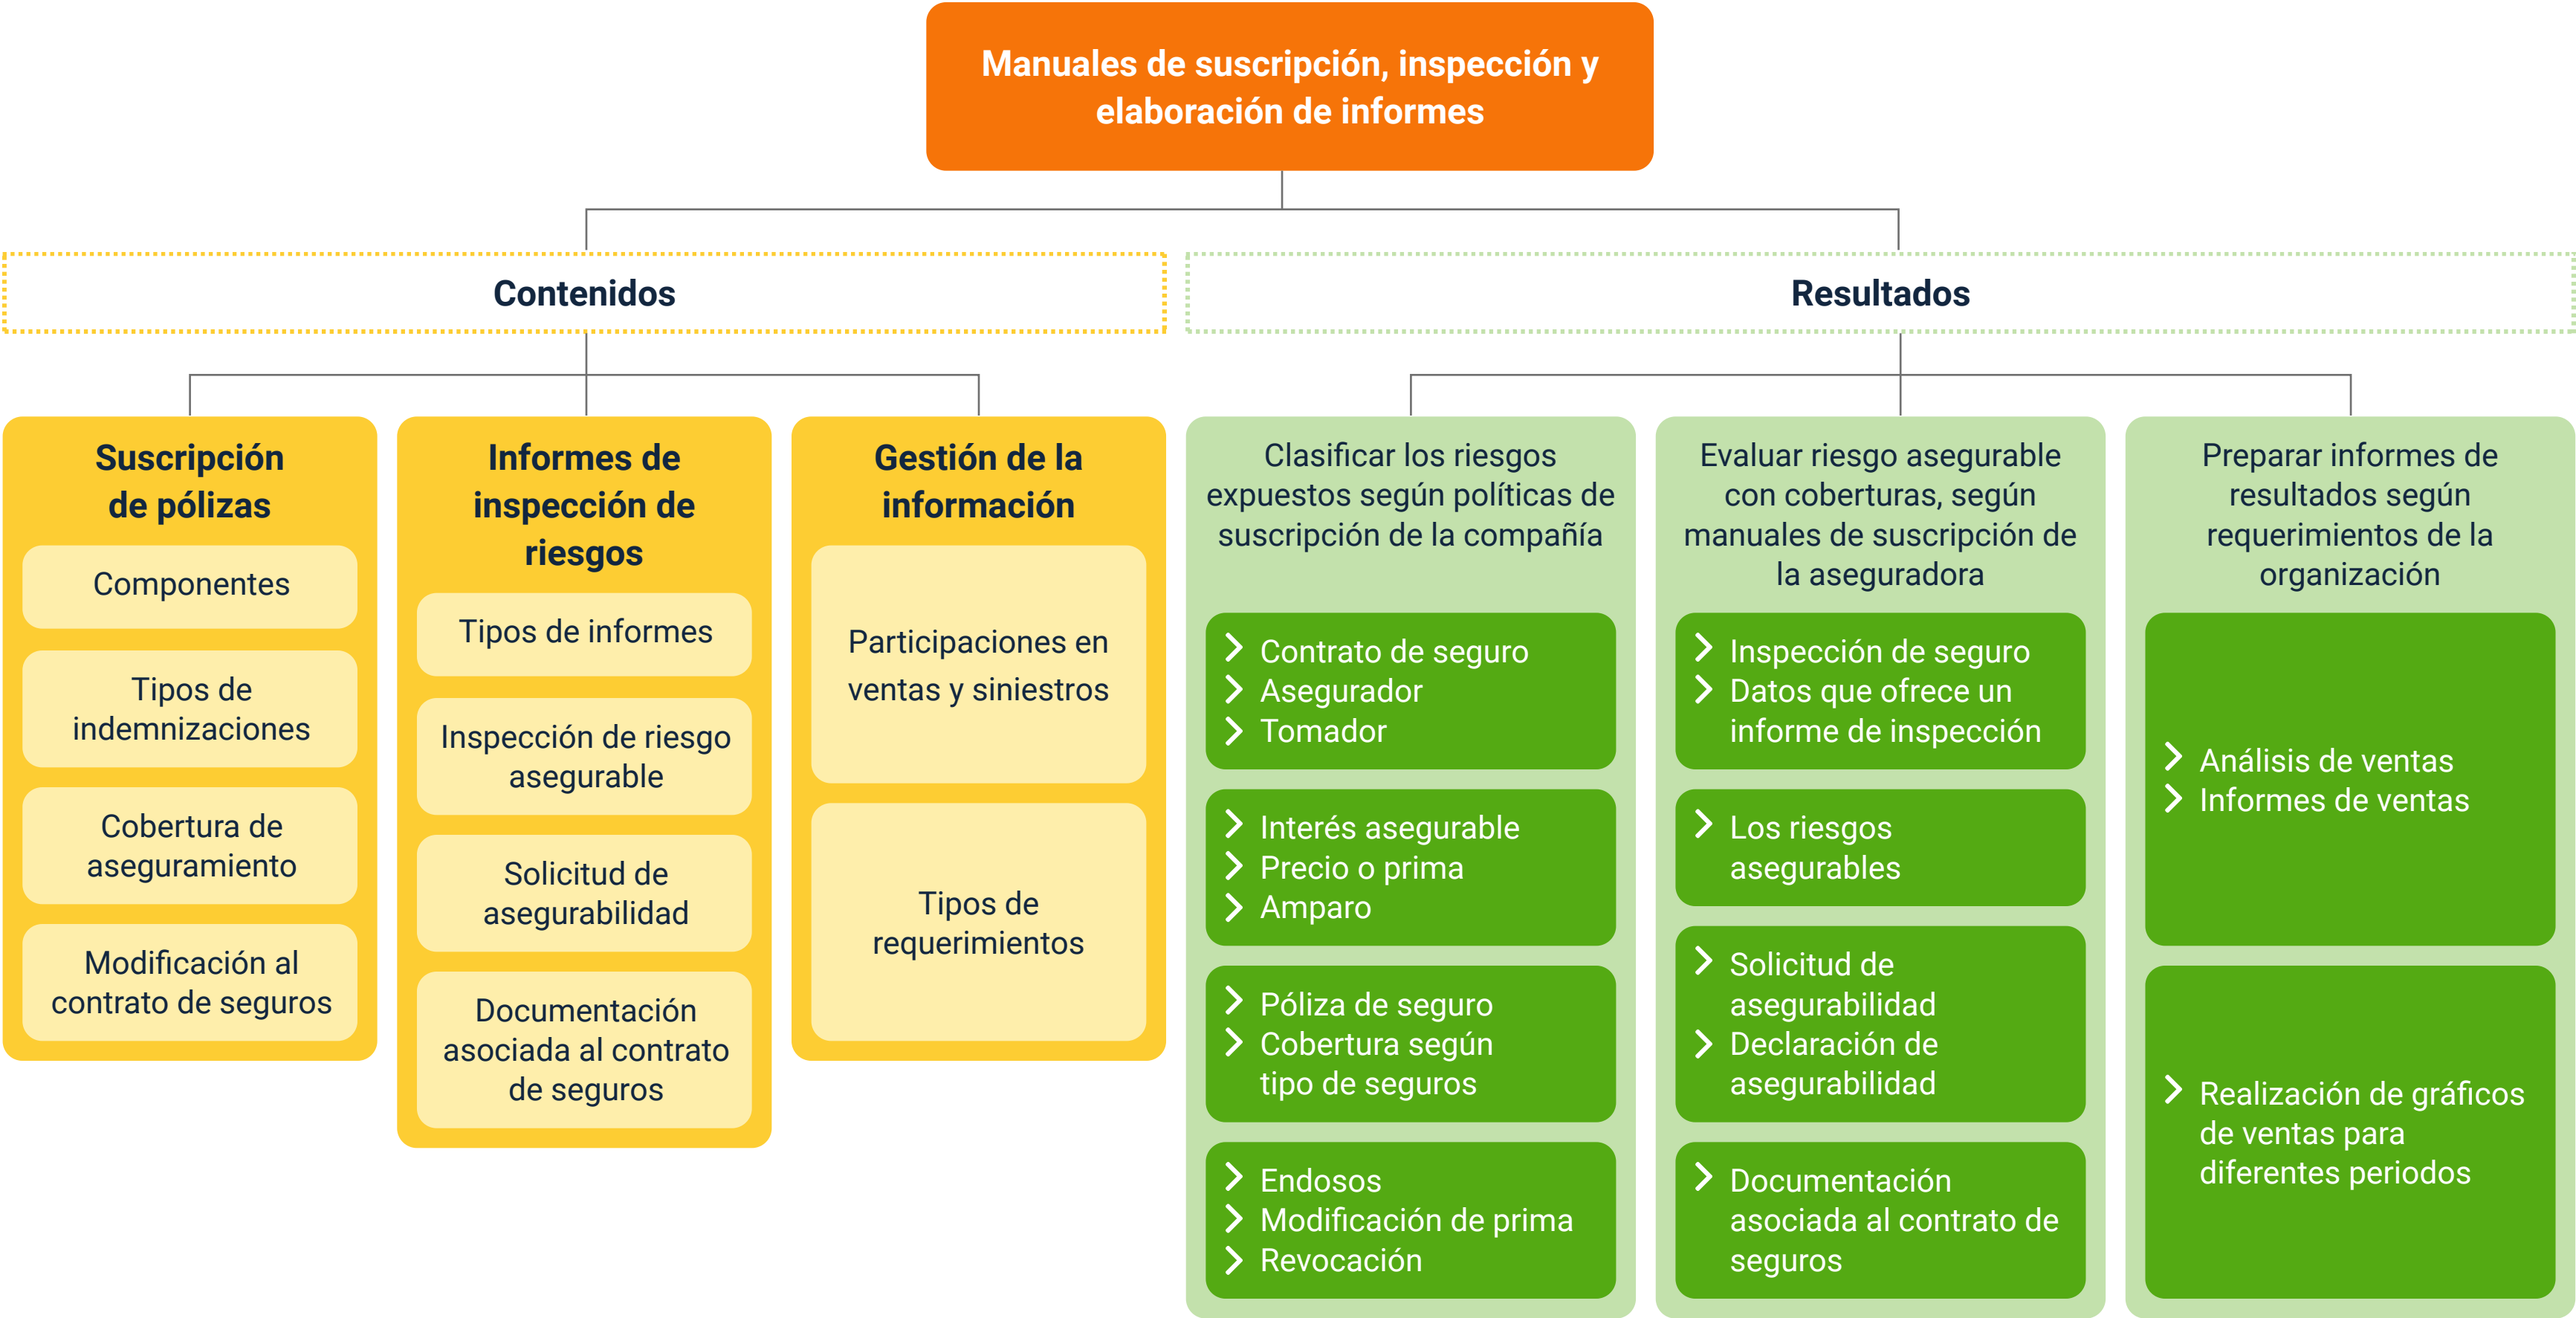 Manuales de suscripción, inspección y
elaboración de informes
Contenidos
Suscripción
de pólizas
Componentes
Tipos de
indemnizaciones
Cobertura de
aseguramiento
Modificación al
contrato de seguros
Informes de
inspección de
riesgos
Tipos de informes
Inspección de riesgo
asegurable
Solicitud de
asegurabilidad
Documentación
asociada al contrato
de seguros
Gestión de la
información
Participaciones en
ventas y siniestros
Tipos de
requerimientos
Resultados
Clasificar los riesgos
expuestos según políticas de
suscripción de la compañía
Contrato de seguro
Asegurador
Tomador
Interés asegurable
Precio o prima
Amparo
Póliza de seguro
Cobertura según
tipo de seguros
Endosos
Modificación de prima
Revocación
Evaluar riesgo asegurable
con coberturas, según
manuales de suscripción de
la aseguradora
Inspección de seguro
Datos que ofrece un
informe de inspección
Los riesgos
asegurables
Solicitud de
asegurabilidad
Declaración de
asegurabilidad
Documentación
asociada al contrato de
seguros
Preparar informes de
resultados según
requerimientos de la
organización
Análisis de ventas
Informes de ventas
Realización de gráficos
de ventas para
diferentes periodos